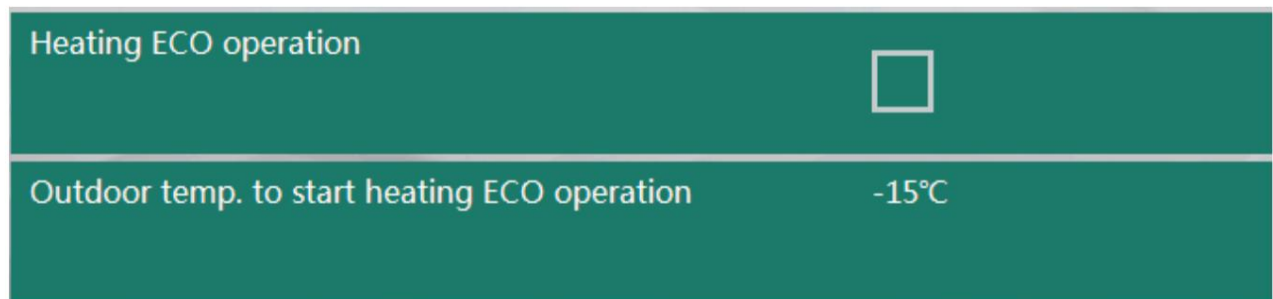 Heating ECO operation
Outdoor temp. to start heating ECO operation -15℃